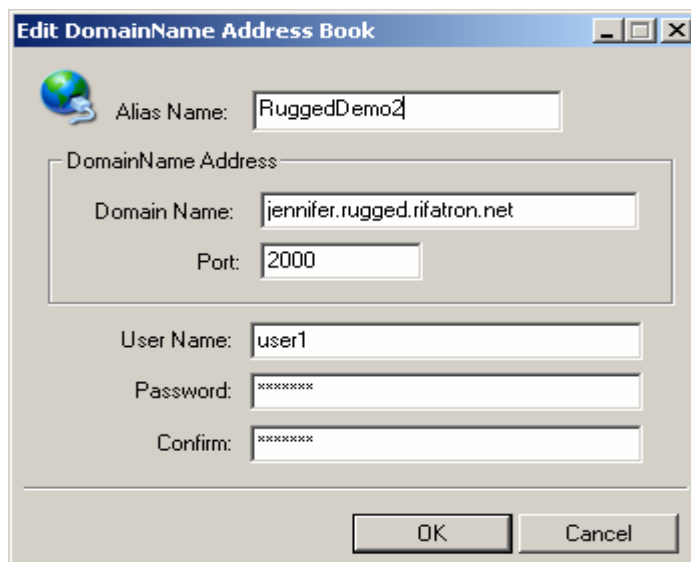 Edit DomainName Address Book
Alias Name: RuggedDemo2
DomainName Address
Domain Name: jennifer.rugged.rifatron.net
Port: 2000
User Name: user1
Password: *******
Confirm: *******
OK Cancel